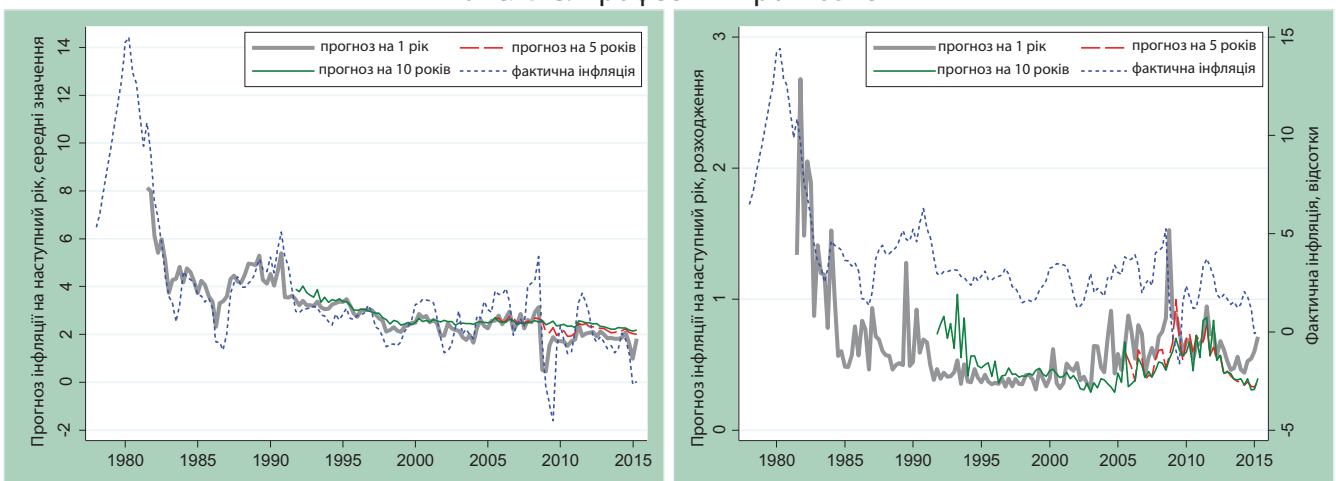 прогноз на 1 рік
прогноз на 5 років
прогноз на 10 років
фактична інфляція
Прогноз інфляції на наступний рік, середні значення
14
12
10
8
6
4
2
0
-2
1980 1985 1990 1995 2000 2005 2010 2015
прогноз на 1 рік
прогноз на 5 років
прогноз на 10 років
фактична інфляція
Прогноз інфляції на наступний рік, розходження
3
2
1
0
Фактична інфляція, відсотки
15
10
5
0
-5
1980 1985 1990 1995 2000 2005 2010 2015